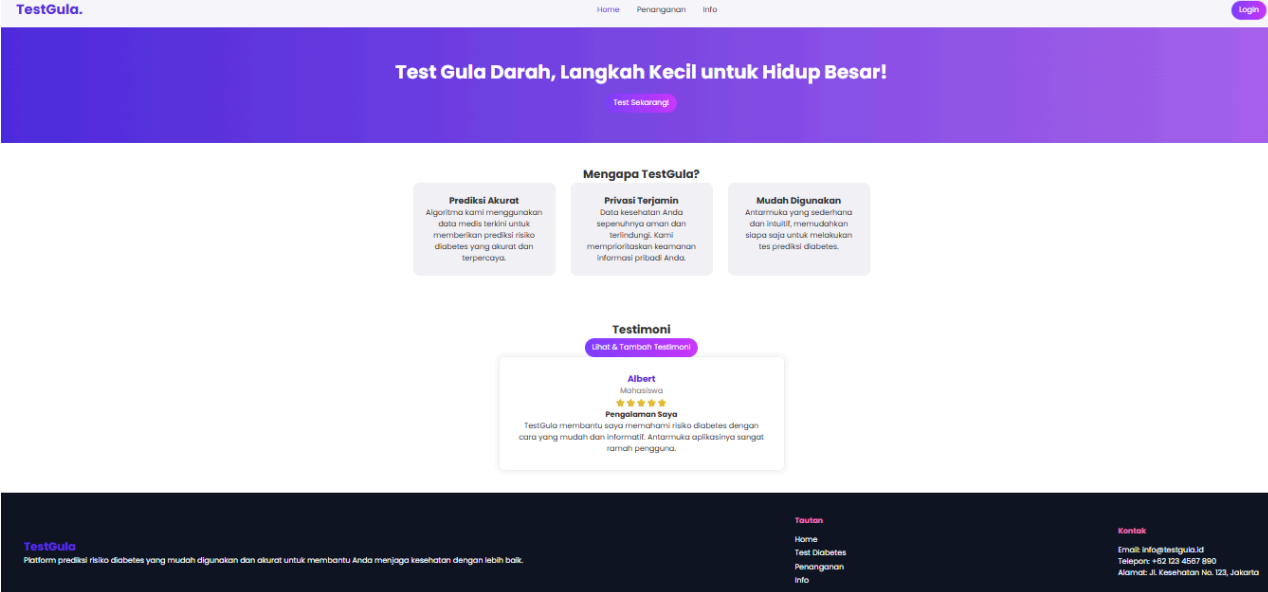 TestGula.
Home Penanganan Info
Login
Test Gula Darah, Langkah Kecil untuk Hidup Besar!
Test Sekarang!
Mengapa TestGula?
Prediksi Akurat
Algoritma kami menggunakan
data medis terkini untuk
memberikan prediksi risiko
diabetes yang akurat dan
terpercaya.
Privasi Terjamin
Data kesehatan Anda
sepenuhnya aman dan
terlindungi. Kami
memprioritaskan keamanan
informasi pribadi Anda.
Mudah Digunakan
Antarmuka yang sederhana
dan intuitif, memudahkan
siapa saja untuk melakukan
tes prediksi diabetes.
Testimoni
Lihat & Tambah Testimoni
Albert
Mahasiswa
Pengalaman Saya
TestGula membantu saya memahami risiko diabetes dengan
cara yang mudah dan informatif. Antarmuka aplikasinya sangat
ramah pengguna.
TestGula
Platform prediksi risiko diabetes yang mudah digunakan dan akurat untuk membantu Anda menjaga kesehatan dengan lebih baik.
Tautan
Home
Test Diabetes
Penanganan
Info
Kontak
Email: info@testgula.id
Telepon: +62 123 4567 890
Alamat: Jl. Kesehatan No. 123, Jakarta